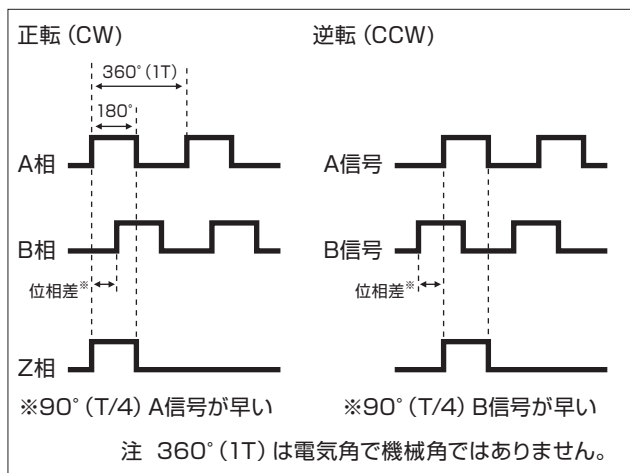 正転 (CW)
逆転 (CCW)
360° (1T)
180°
A相
B相
位相差※
Z相
A信号
B信号
位相差※
※90° (T/4) A信号が早い
※90° (T/4) B信号が早い
注 360° (1T) は電気角で機械角ではありません。